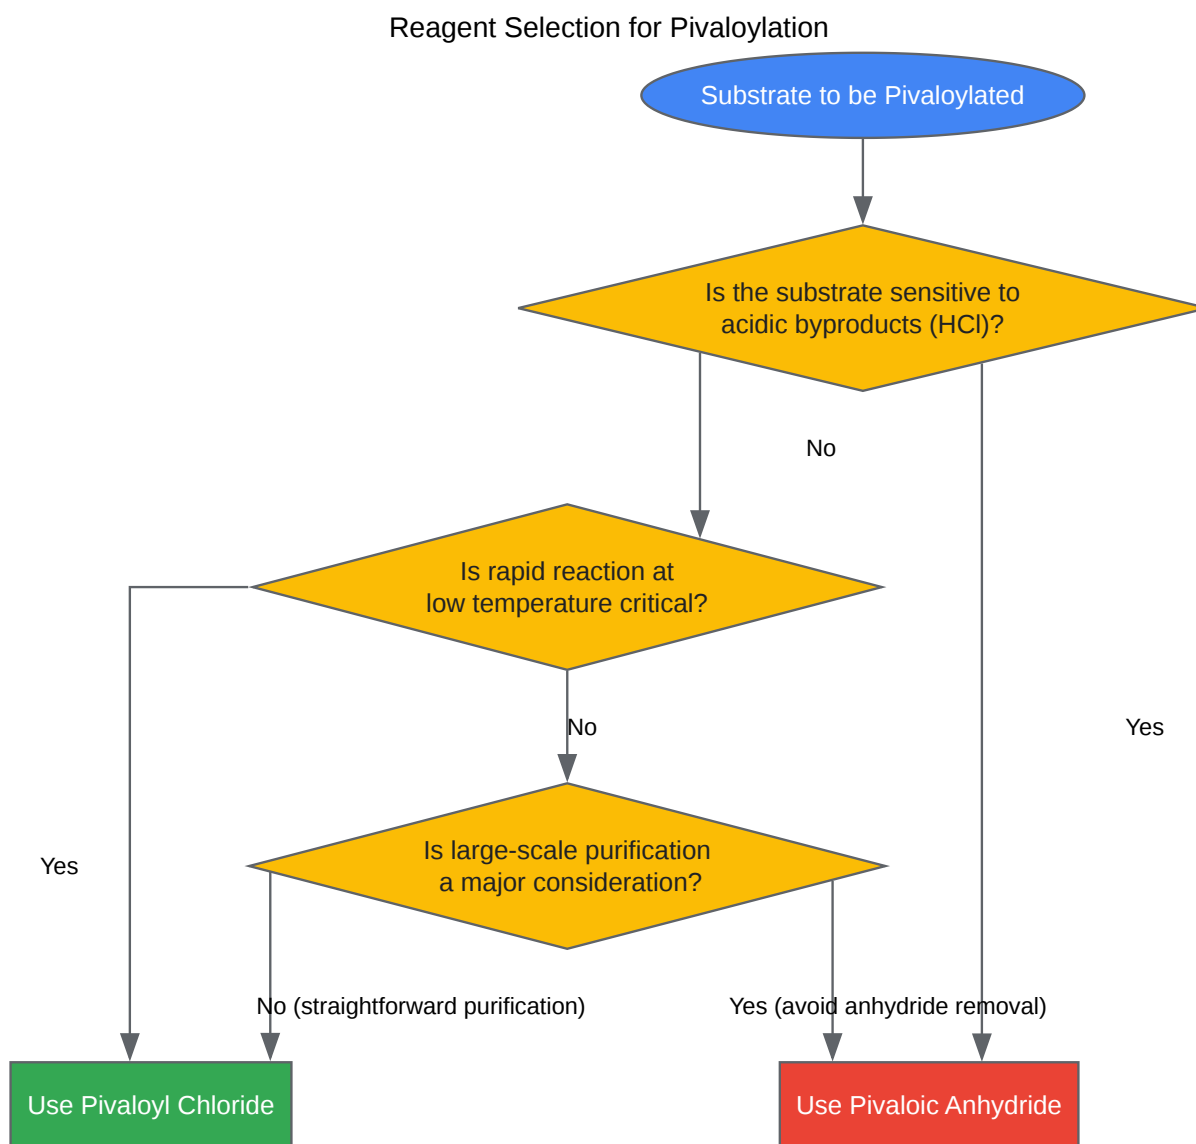 Reagent Selection for Pivaloylation
Substrate to be Pivaloylated
Is the substrate sensitive to
acidic byproducts (HCl)?
No
Is rapid reaction at
low temperature critical?
No
Yes
Is large-scale purification
a major consideration?
Yes
No (straightforward purification)
Yes (avoid anhydride removal)
Use Pivaloyl Chloride
Use Pivaloic Anhydride